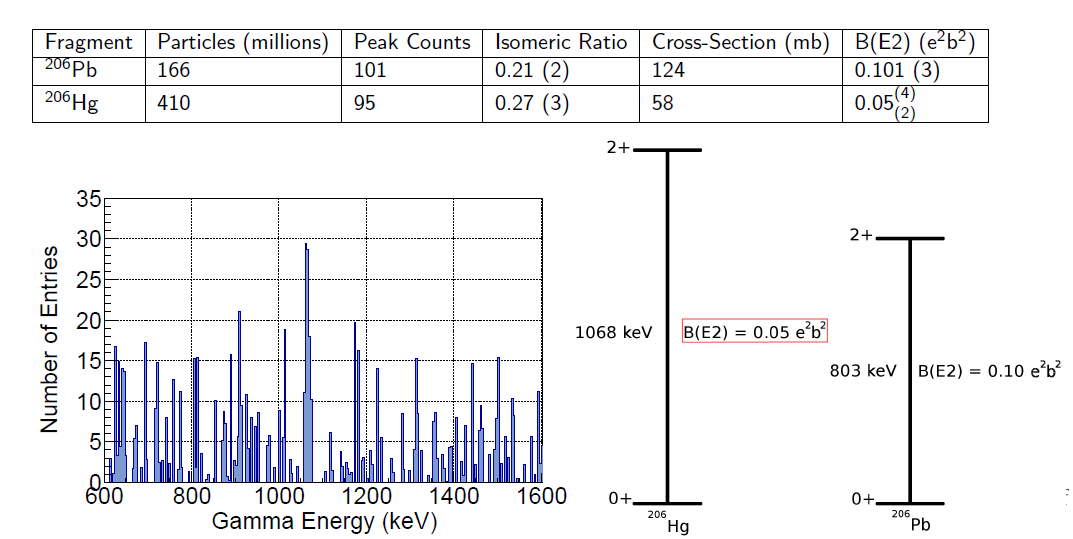 Fragment Particles (millions) Peak Counts Isomeric Ratio Cross-Section (mb) B(E2) (e²b²)
²⁰⁶Pb 166 101 0.21 (2) 124 0.101 (3)
²⁰⁶Hg 410 95 0.27 (3) 58 0.05⁽⁴⁾₍₂₎
Number of Entries
35
30
25
20
15
10
5
0
600 800 1000 1200 1400 1600
Gamma Energy (keV)
2+
1068 keV B(E2) = 0.05 e²b²
0+
²⁰⁶Hg
2+
803 keV B(E2) = 0.10 e²b²
0+
²⁰⁶Pb